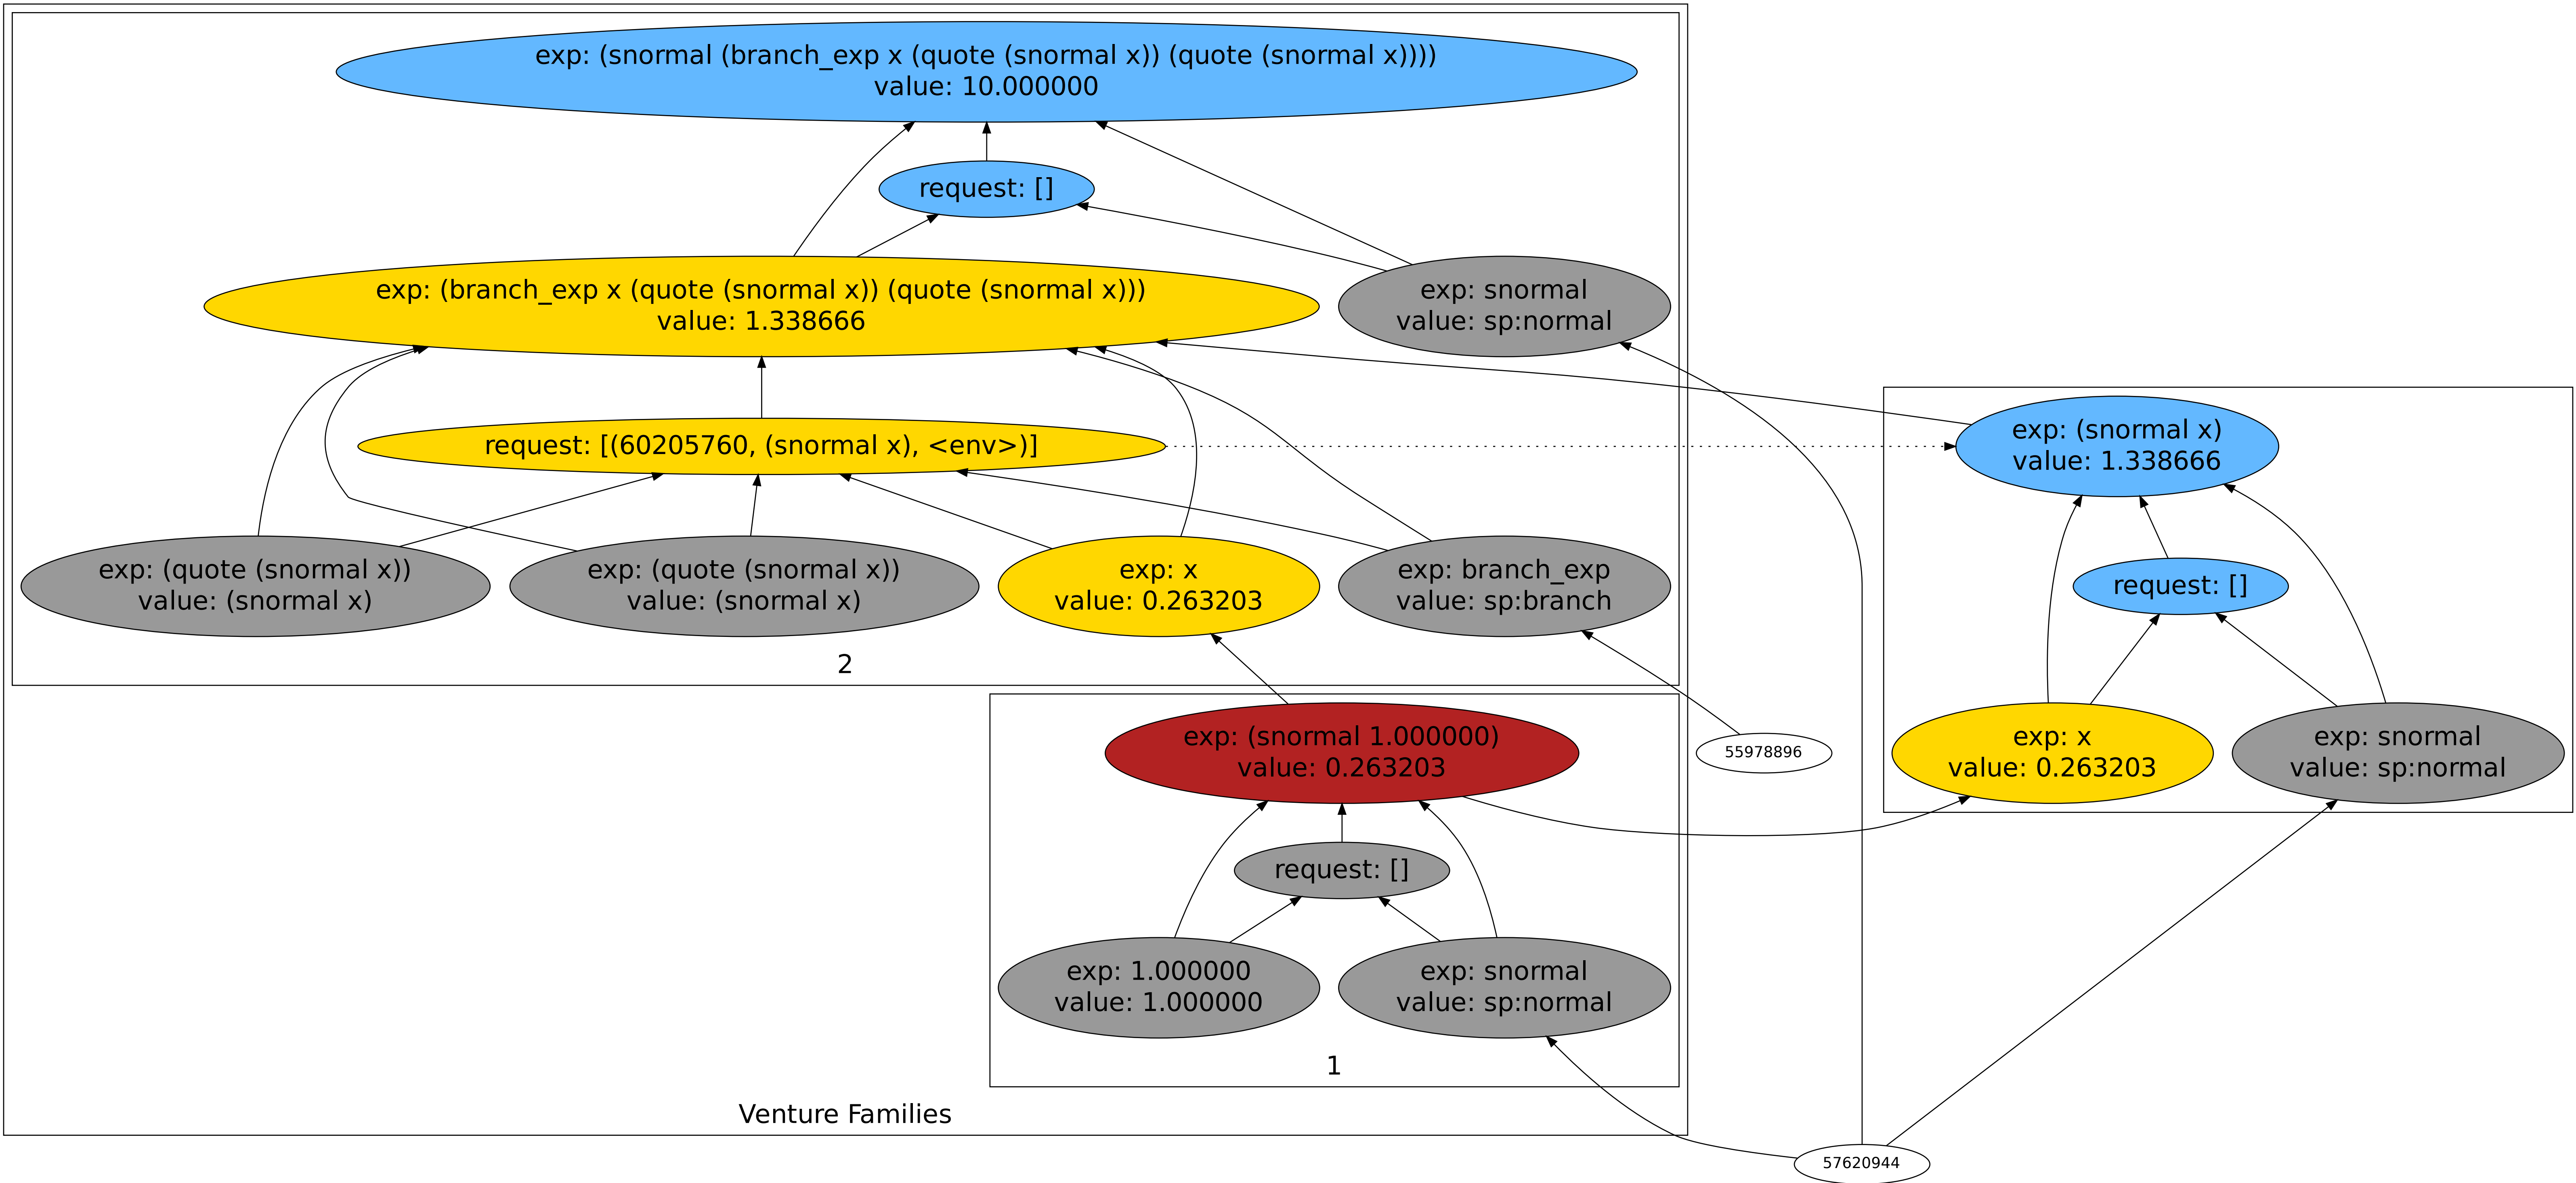 exp: (snormal (branch_exp x (quote (snormal x)) (quote (snormal x))))
value: 10.000000
request: []
exp: (branch_exp x (quote (snormal x)) (quote (snormal x)))
value: 1.338666
exp: snormal
value: sp:normal
request: [(60205760, (snormal x), <env>)]
exp: (snormal x)
value: 1.338666
exp: (quote (snormal x))
value: (snormal x)
exp: (quote (snormal x))
value: (snormal x)
exp: x
value: 0.263203
exp: branch_exp
value: sp:branch
request: []
2
exp: (snormal 1.000000)
value: 0.263203
55978896
exp: x
value: 0.263203
exp: snormal
value: sp:normal
request: []
exp: 1.000000
value: 1.000000
exp: snormal
value: sp:normal
1
Venture Families
57620944